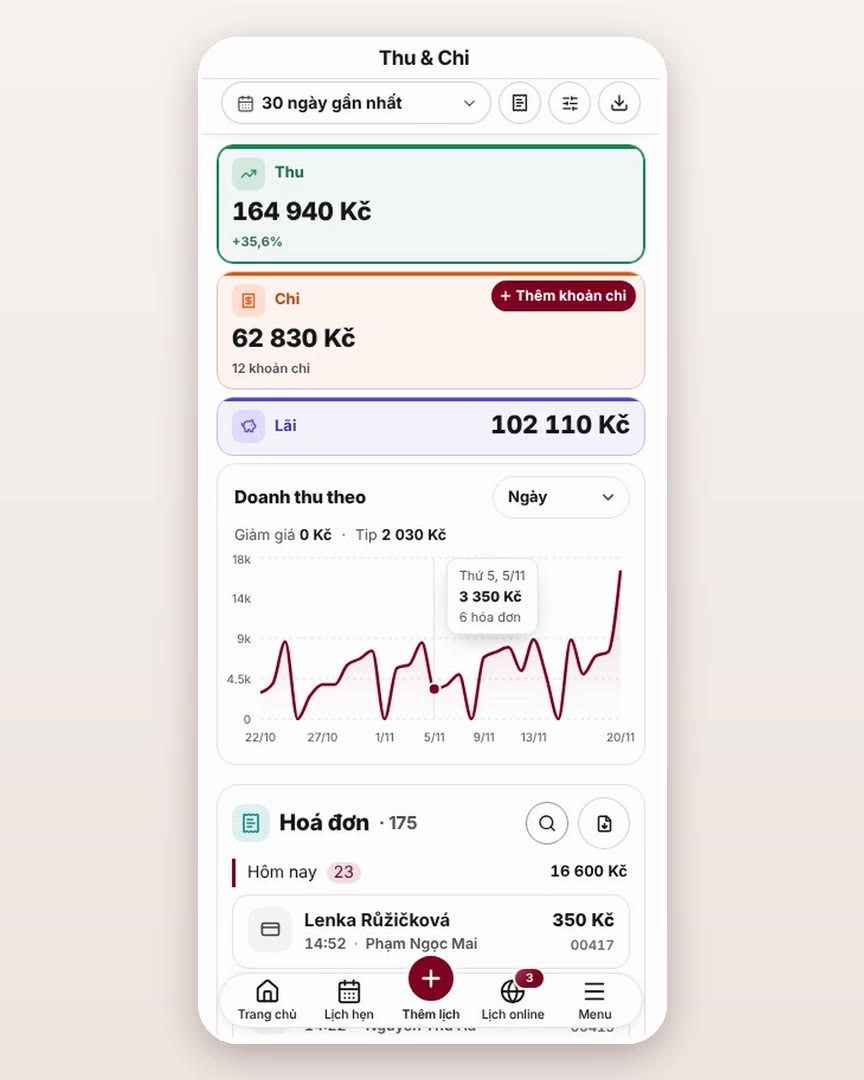 Thu & Chi
30 ngày gần nhất
Thu
164 940 Kč
+35,6%
Chi
+ Thêm khoản chi
62 830 Kč
12 khoản chi
Lãi
102 110 Kč
Doanh thu theo
Ngày
Giảm giá 0 Kč · Tip 2 030 Kč
18k
Thứ 5, 5/11
3 350 Kč
6 hóa đơn
14k
9k
4.5k
0
22/10 27/10 1/11 5/11 9/11 13/11 20/11
Hoá đơn · 175
Hôm nay 23 16 600 Kč
Lenka Růžičková 350 Kč
14:52 · Phạm Ngọc Mai 00417
3
Trang chủ Lịch hẹn Thêm lịch Lịch online Menu